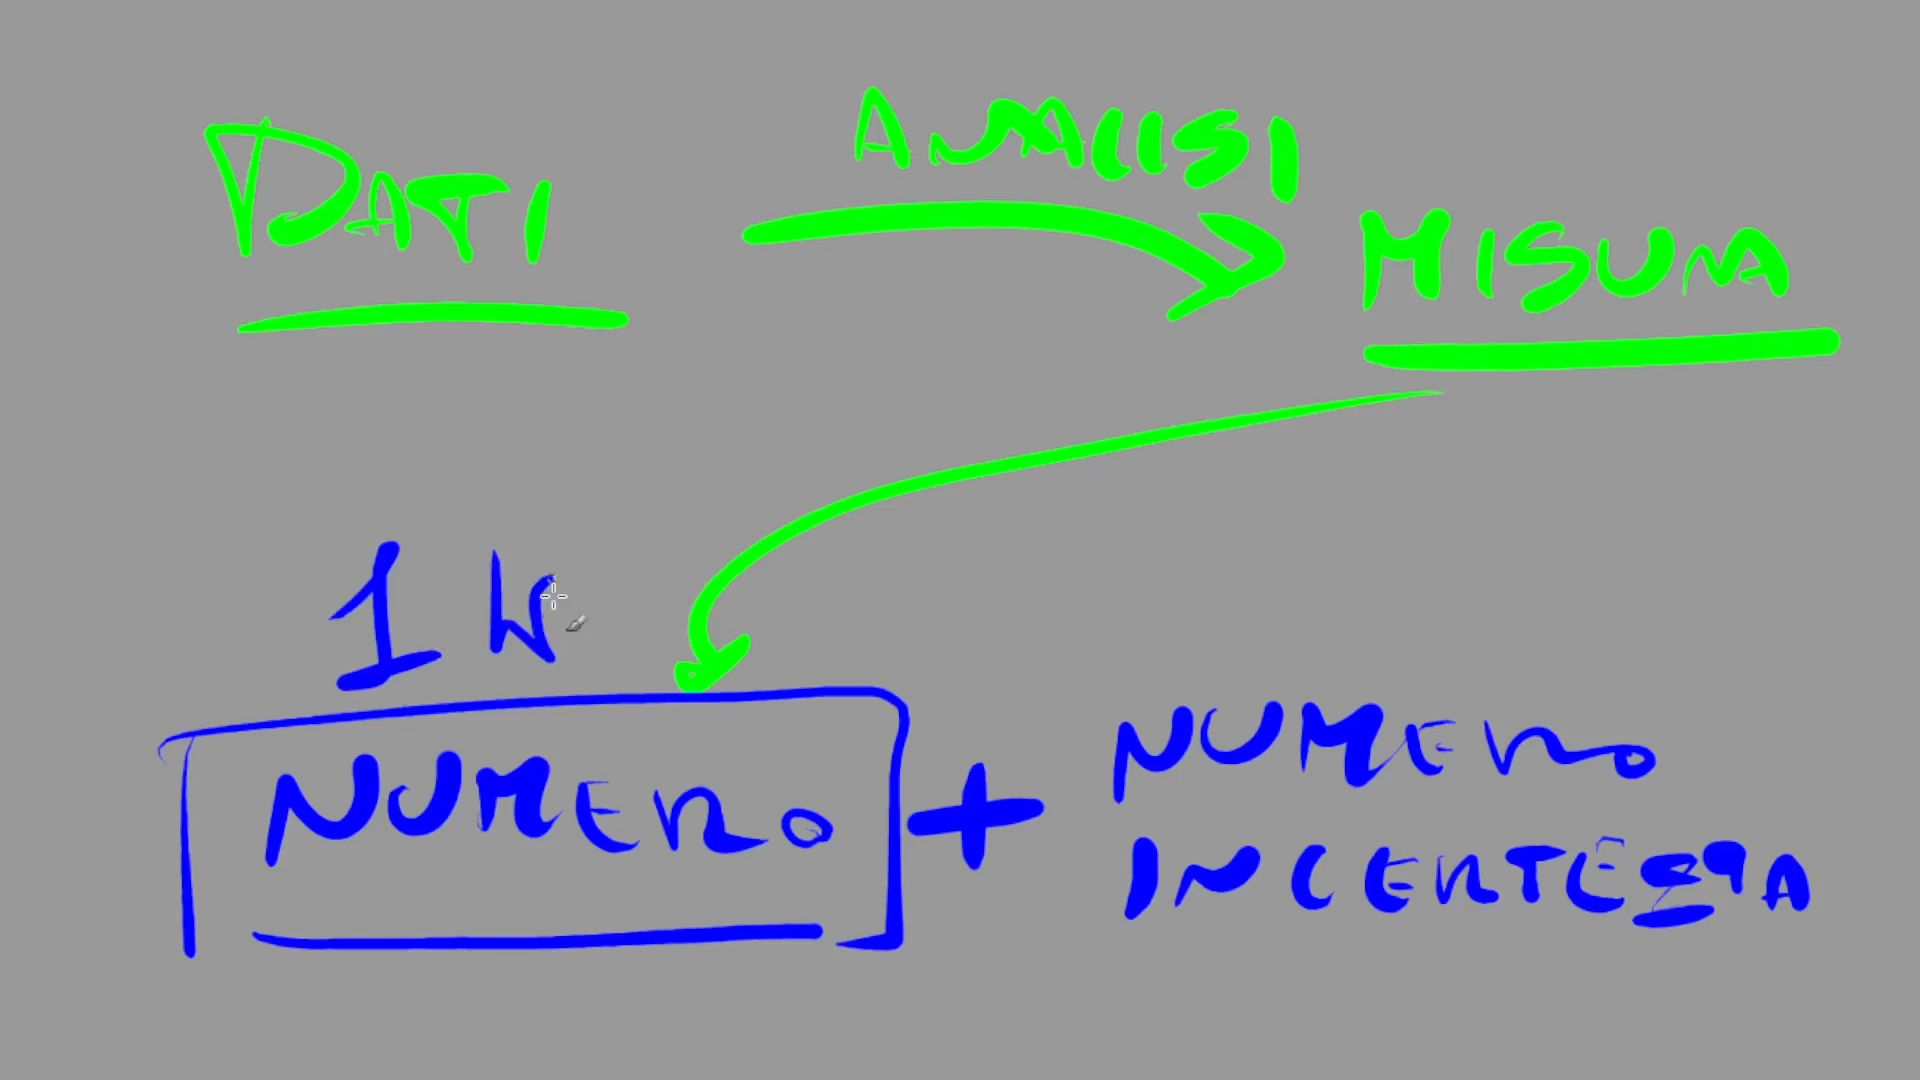 DATI
ANALISI
MISURA
1
NUMERO + NUMERO
INCERTEZZA